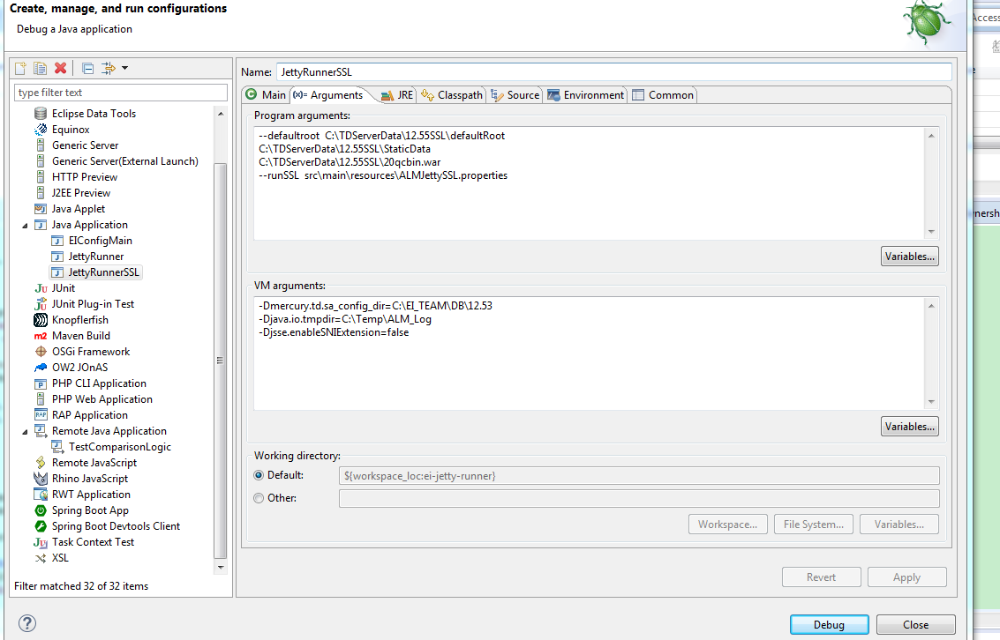 Create, manage, and run configurations
Debug a Java application
type filter text
Eclipse Data Tools
Equinox
Generic Server
Generic Server(External Launch)
HTTP Preview
J2EE Preview
Java Applet
Java Application
EIConfigMain
JettyRunner
JettyRunnerSSL
JUnit
JUnit Plug-in Test
Knopflerfish
m2 Maven Build
OSGi Framework
OW2 JOnAS
PHP CLI Application
PHP Web Application
RAP Application
Remote Java Application
TestComparisonLogic
Remote JavaScript
Rhino JavaScript
RWT Application
Spring Boot App
Spring Boot Devtools Client
Task Context Test
XSL
Filter matched 32 of 32 items
Name: JettyRunnerSSL
Main (x)= Arguments JRE Classpath Source Environment Common
Program arguments:
--defaultroot C:\TDServerData\12.55SSL\defaultRoot
C:\TDServerData\12.55SSL\StaticData
C:\TDServerData\12.55SSL\20qcbin.war
--runSSL src\main\resources\ALMJettySSL.properties
Variables...
VM arguments:
-Dmercury.td.sa_config_dir=C:\EI_TEAM\DB\12.53
-Djava.io.tmpdir=C:\Temp\ALM_Log
-Djsse.enableSNIExtension=false
Variables...
Working directory:
Default: ${workspace_loc:ei-jetty-runner}
Other:
Workspace... File System... Variables...
Revert Apply
Debug Close
Access
nersh